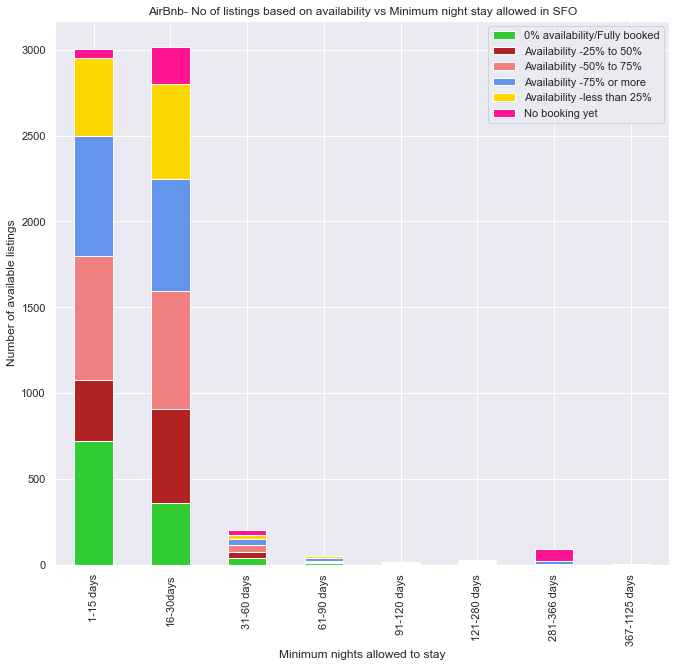 AirBnb- No of listings based on availability vs Minimum night stay allowed in SFO
0% availability/Fully booked
Availability -25% to 50%
Availability -50% to 75%
Availability -75% or more
Availability -less than 25%
No booking yet
Number of available listings
3000
2500
2000
1500
1000
500
0
1-15 days
16-30days
31-60 days
61-90 days
91-120 days
121-280 days
281-366 days
367-1125 days
Minimum nights allowed to stay